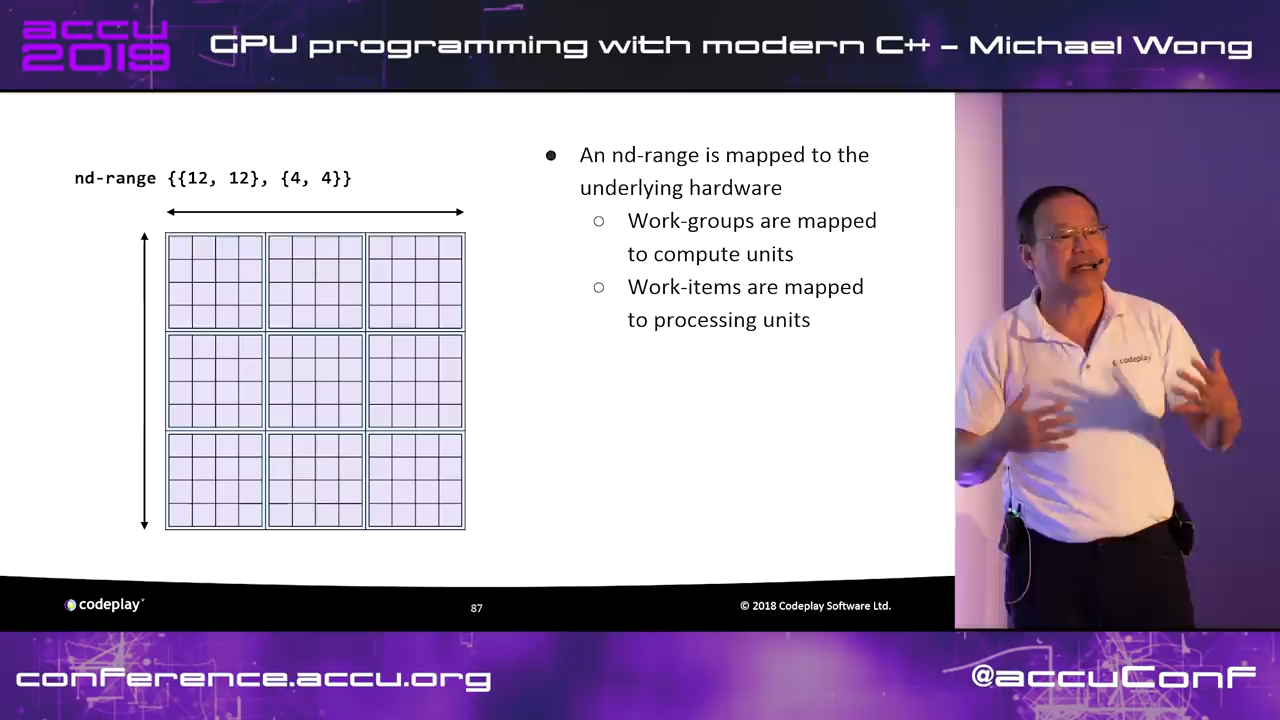 accu
2019
GPU programming with modern C++ – Michael Wong
nd-range {{12, 12}, {4, 4}}
● An nd-range is mapped to the
underlying hardware
○ Work-groups are mapped
to compute units
○ Work-items are mapped
to processing units
codeplay
codeplay
87
© 2018 Codeplay Software Ltd.
conference.accu.org
@accuConf